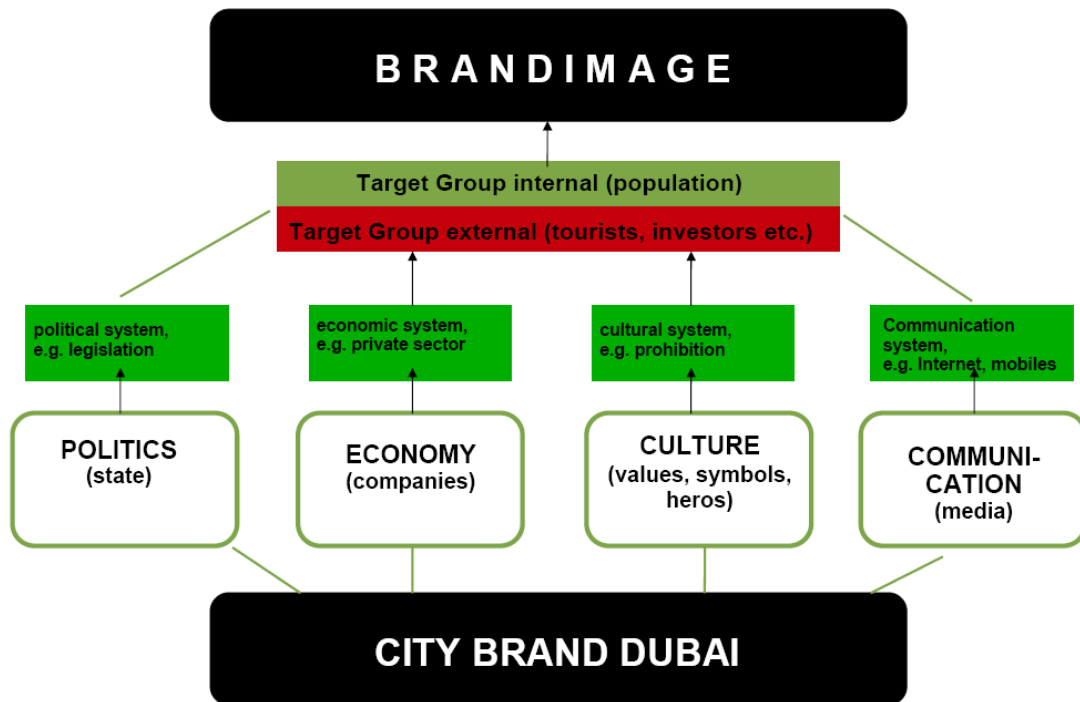 BRANDIMAGE
Target Group internal (population)
Target Group external (tourists, investors etc.)
political system,
e.g. legislation
economic system,
e.g. private sector
cultural system,
e.g. prohibition
Communication
system,
e.g. Internet, mobiles
POLITICS
(state)
ECONOMY
(companies)
CULTURE
(values, symbols,
heros)
COMMUNI-
CATION
(media)
CITY BRAND DUBAI